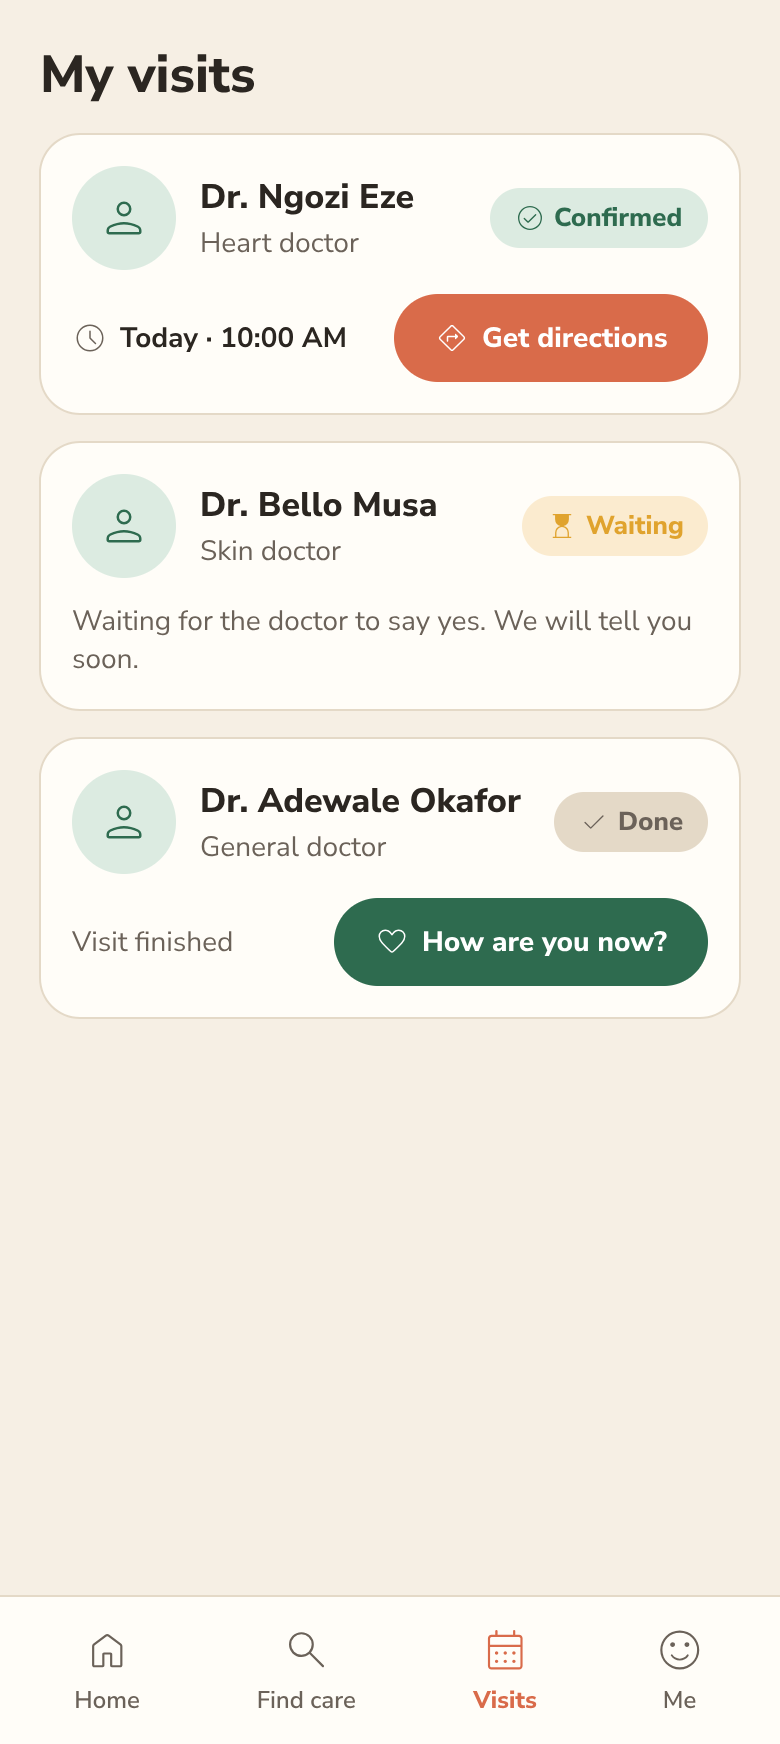 My visits
Dr. Ngozi Eze
Heart doctor
Confirmed
Today · 10:00 AM
Get directions
Dr. Bello Musa
Skin doctor
Waiting
Waiting for the doctor to say yes. We will tell you
soon.
Dr. Adewale Okafor
General doctor
Done
Visit finished
How are you now?
Home
Find care
Visits
Me